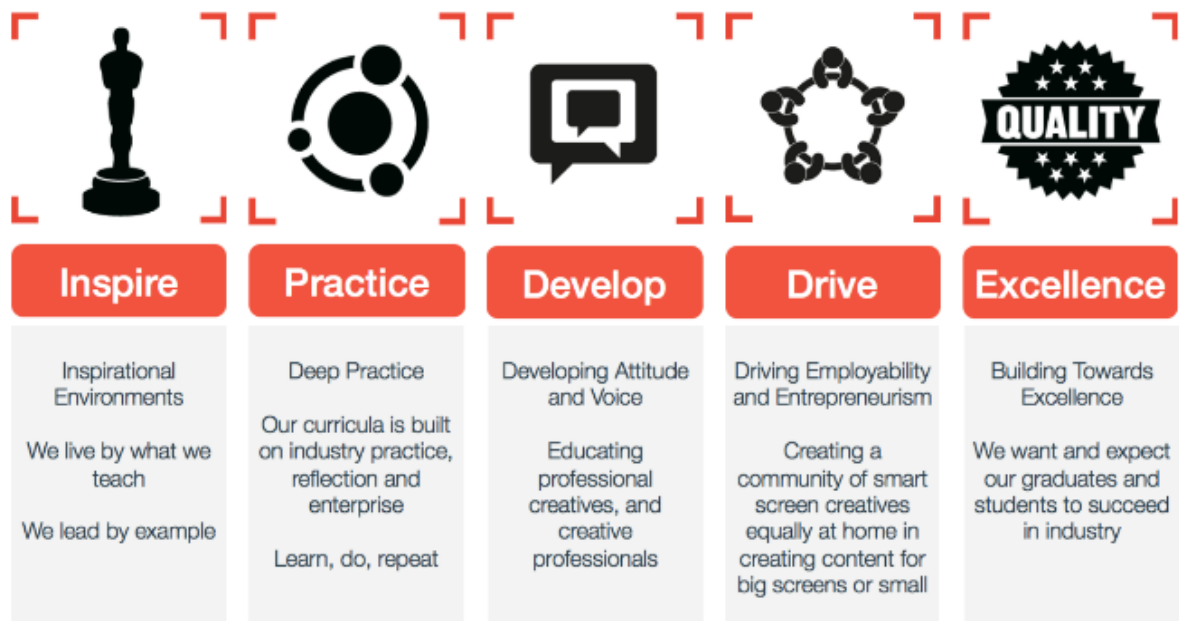 QUALITY
Inspire
Inspirational
Environments
We live by what we
teach
We lead by example
Practice
Deep Practice
Our curricula is built
on industry practice,
reflection and
enterprise
Learn, do, repeat
Develop
Developing Attitude
and Voice
Educating
professional
creatives, and
creative
professionals
Drive
Driving Employability
and Entrepreneurism
Creating a
community of smart
screen creatives
equally at home in
creating content for
big screens or small
Excellence
Building Towards
Excellence
We want and expect
our graduates and
students to succeed
in industry